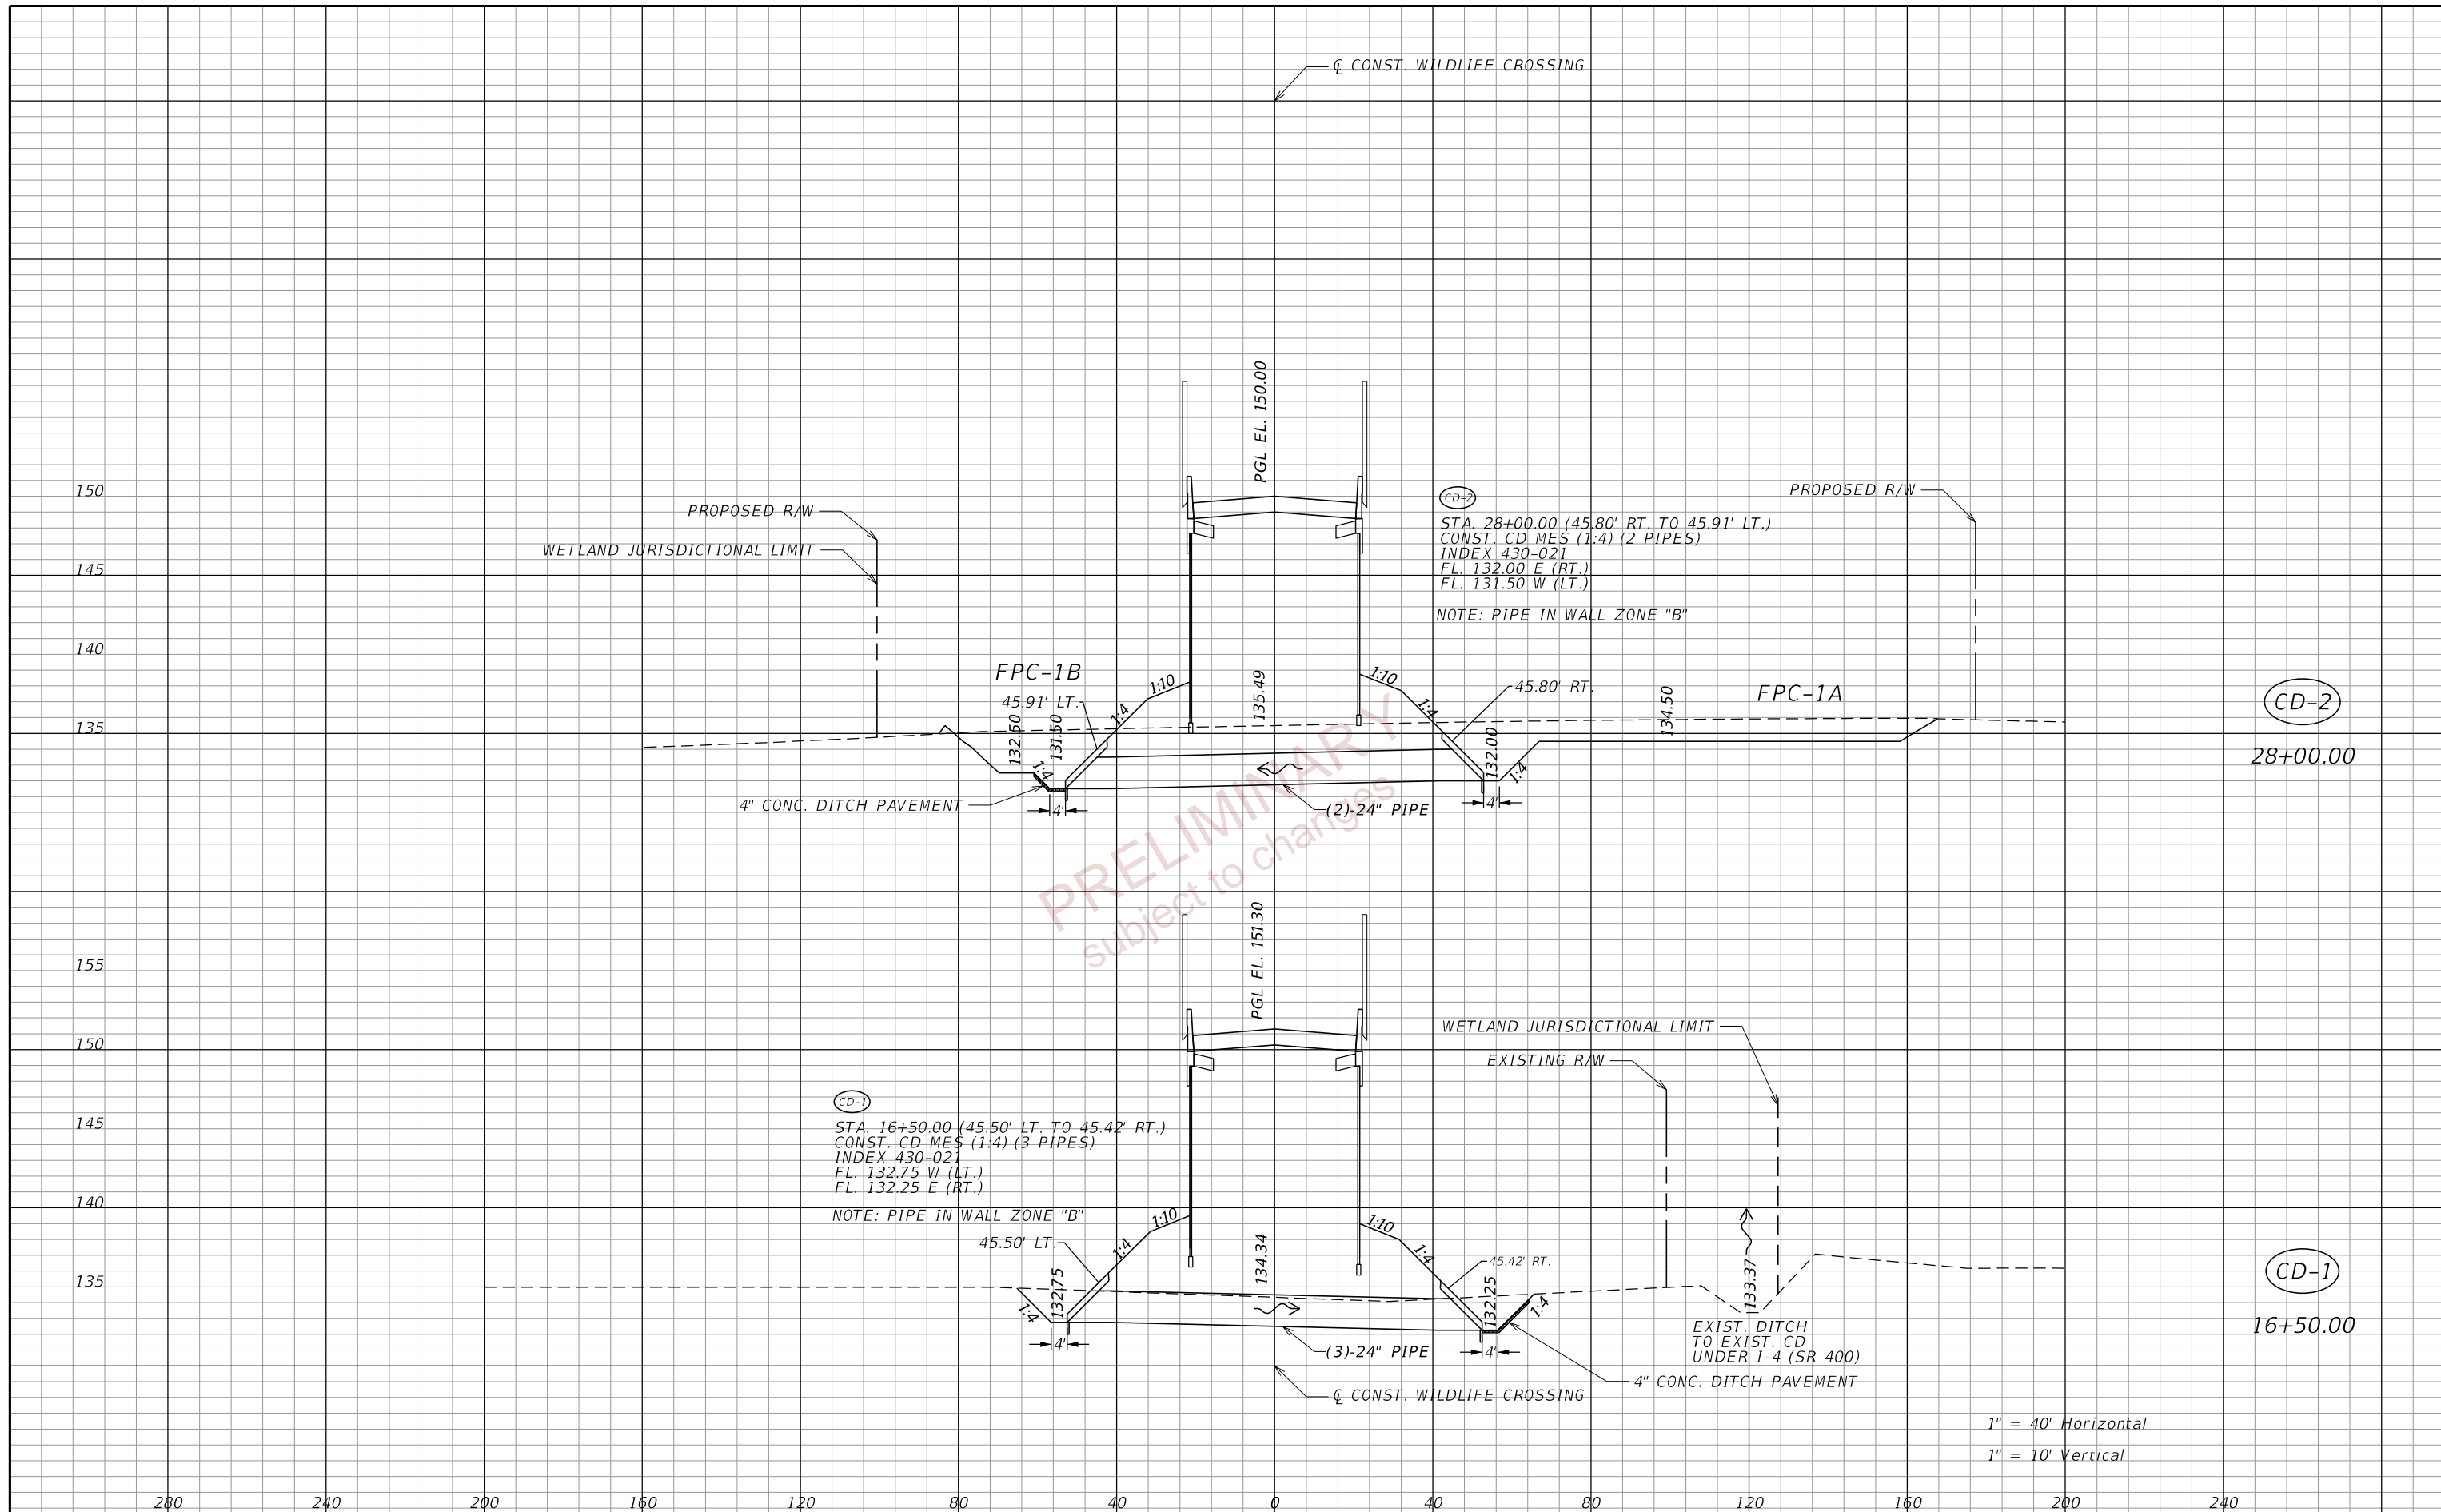 ℄ CONST. WILDLIFE CROSSING
PGL EL. 150.00
150
PROPOSED R/W
WETLAND JURISDICTIONAL LIMIT
145
140
135
CD-2
STA. 28+00.00 (45.80' RT. TO 45.91' LT.)
CONST. CD MES (1:4) (2 PIPES)
INDEX 430-021
FL. 132.00 E (RT.)
FL. 131.50 W (LT.)
NOTE: PIPE IN WALL ZONE "B"
PROPOSED R/W
FPC-1B
45.91' LT.
1:10
1:4
132.50
131.50
1:4
4" CONC. DITCH PAVEMENT
4'
135.49
1:10
1:4
45.80' RT.
132.00
1:4
4'
134.50
FPC-1A
(2)-24" PIPE
CD-2
28+00.00
PRELIMINARY
subject to changes
PGL EL. 151.30
155
150
145
140
135
WETLAND JURISDICTIONAL LIMIT
EXISTING R/W
CD-1
STA. 16+50.00 (45.50' LT. TO 45.42' RT.)
CONST. CD MES (1:4) (3 PIPES)
INDEX 430-021
FL. 132.75 W (LT.)
FL. 132.25 E (RT.)
NOTE: PIPE IN WALL ZONE "B"
45.50' LT.
1:10
1:4
132.75
1:4
4'
134.34
1:10
1:4
45.42' RT.
132.25
1:4
4'
133.37
(3)-24" PIPE
EXIST. DITCH
TO EXIST. CD
UNDER I-4 (SR 400)
4" CONC. DITCH PAVEMENT
℄ CONST. WILDLIFE CROSSING
CD-1
16+50.00
1" = 40' Horizontal
1" = 10' Vertical
280 240 200 160 120 80 40 0 40 80 120 160 200 240